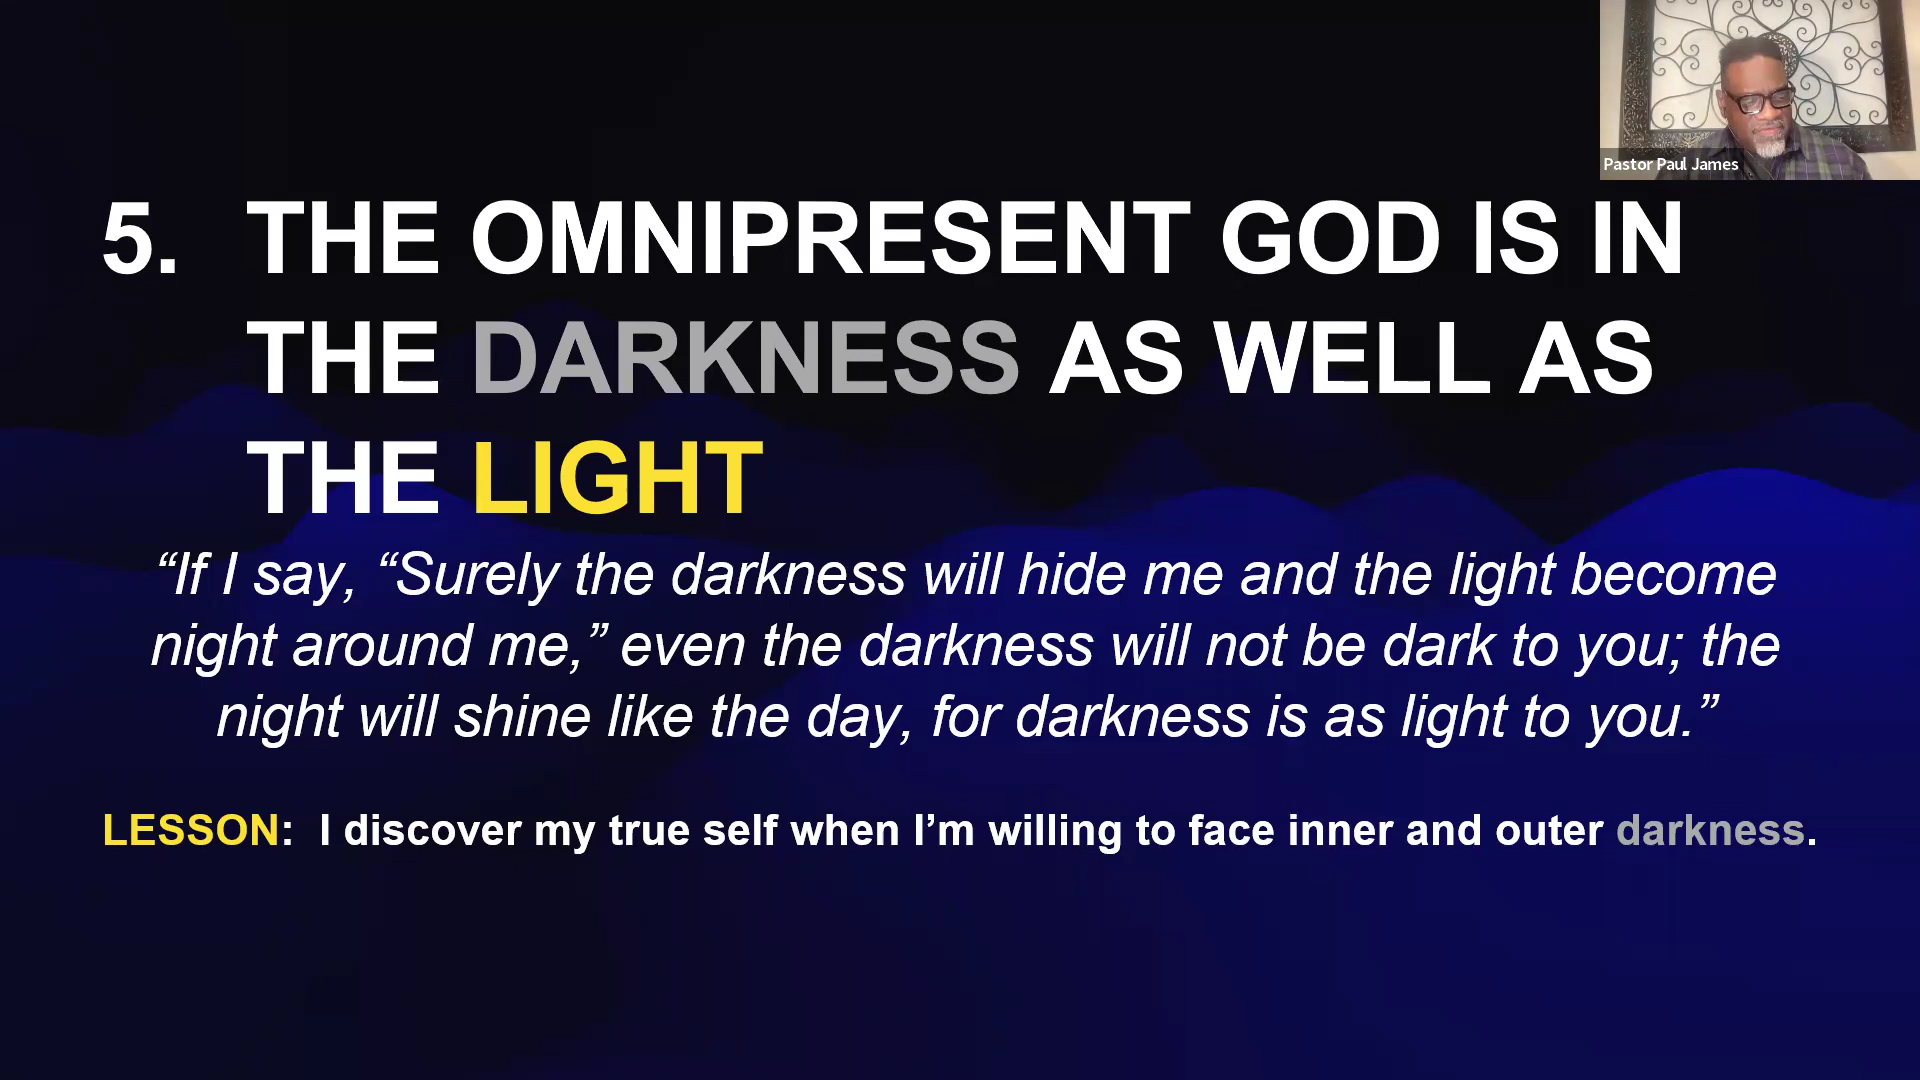 Pastor Paul James
5. THE OMNIPRESENT GOD IS IN
THE DARKNESS AS WELL AS
THE LIGHT
“If I say, “Surely the darkness will hide me and the light become
night around me,” even the darkness will not be dark to you; the
night will shine like the day, for darkness is as light to you.”
LESSON: I discover my true self when I’m willing to face inner and outer darkness.